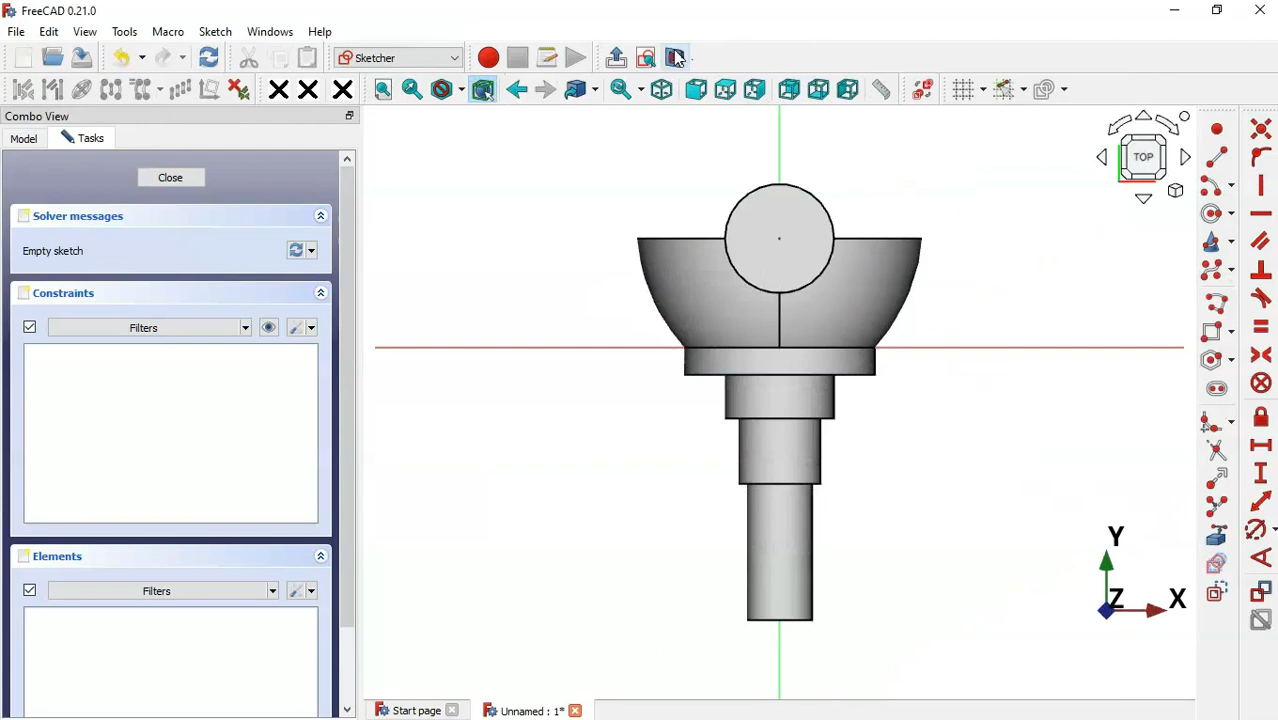 FreeCAD 0.21.0
File Edit View Tools Macro Sketch Windows Help
Sketcher
Combo View
Model Tasks
Close
Solver messages
Empty sketch
Constraints
Filters
Elements
Filters
TOP
Y
Z X
Start page Unnamed : 1*